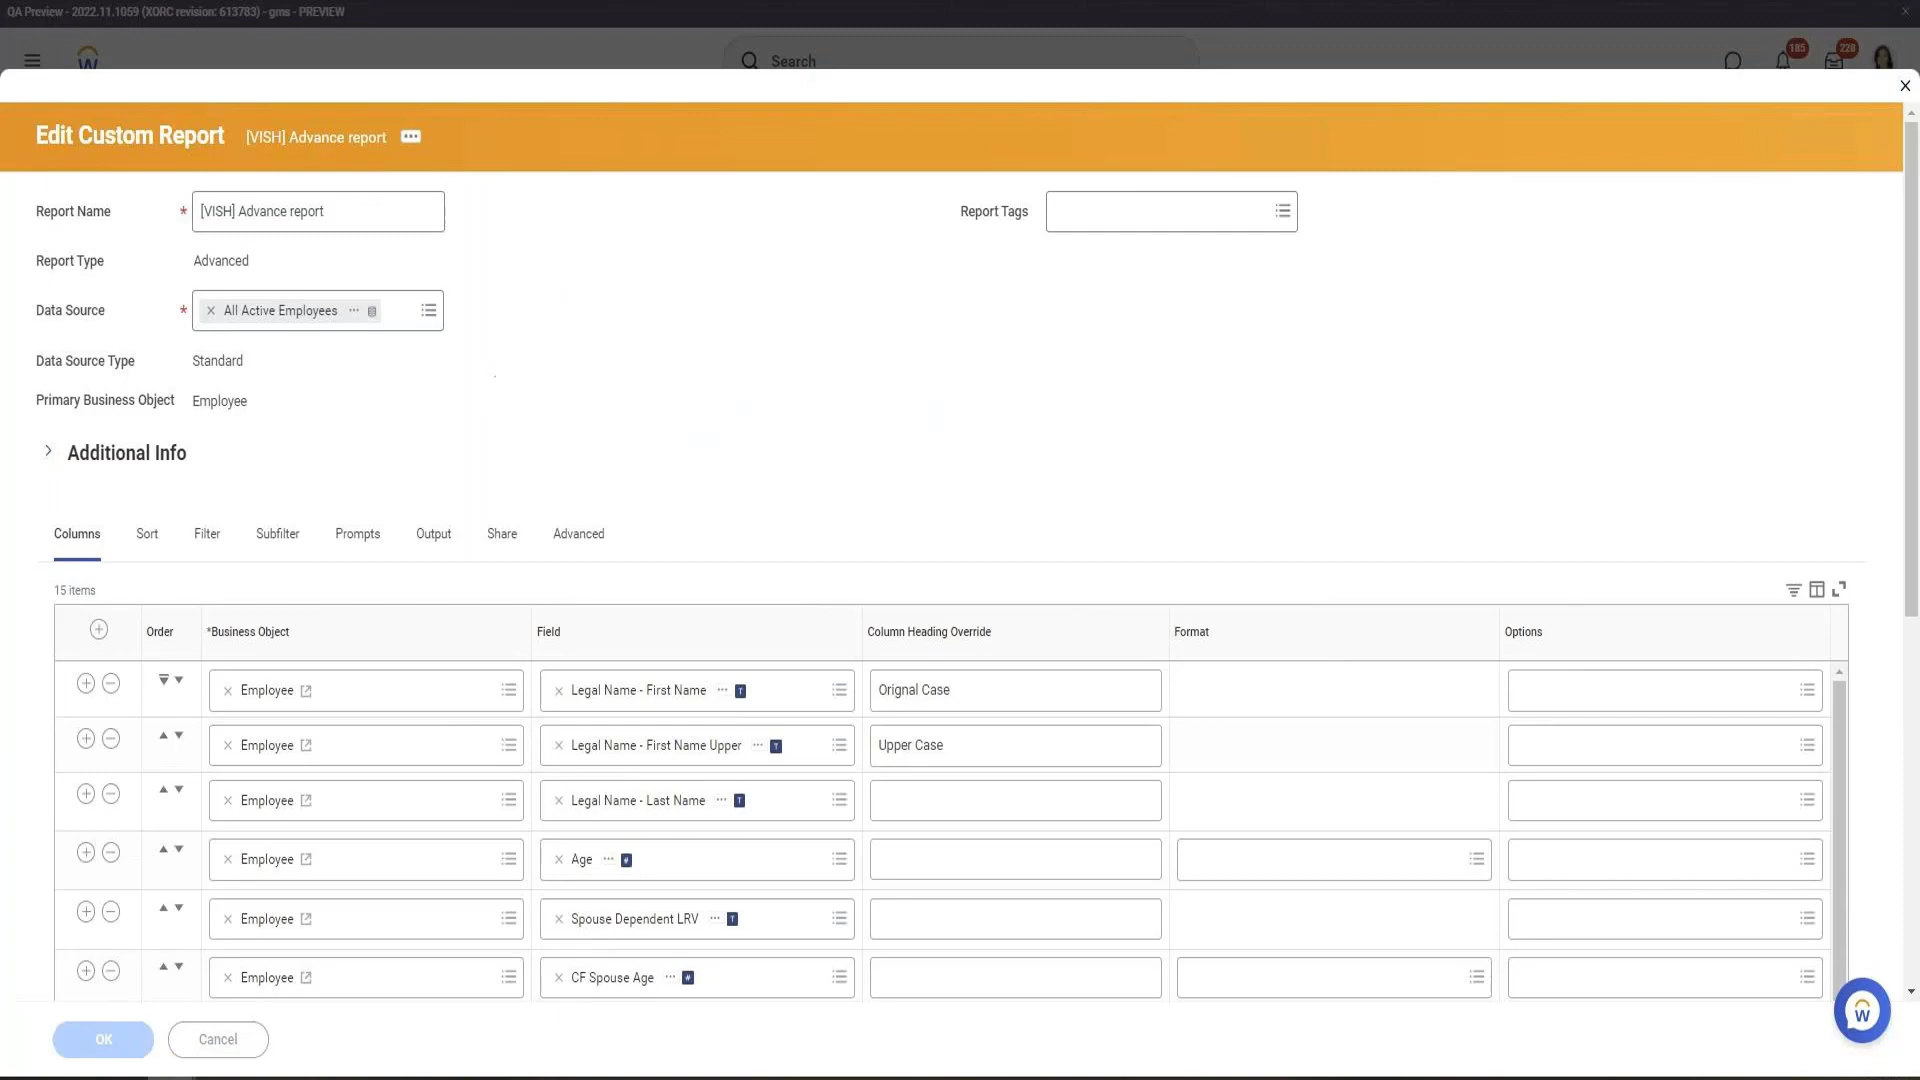 QA Preview - 2022.11.1059 (XORC revision: 613783) - gms - PREVIEW
Search
185
228
Edit Custom Report [VISH] Advance report
Report Name * [VISH] Advance report
Report Tags
Report Type Advanced
Data Source * All Active Employees
Data Source Type Standard
Primary Business Object Employee
Additional Info
Columns Sort Filter Subfilter Prompts Output Share Advanced
15 items
Order *Business Object Field Column Heading Override Format Options
Employee Legal Name - First Name T Orignal Case
Employee Legal Name - First Name Upper T Upper Case
Employee Legal Name - Last Name T
Employee Age #
Employee Spouse Dependent LRV T
Employee CF Spouse Age #
OK Cancel